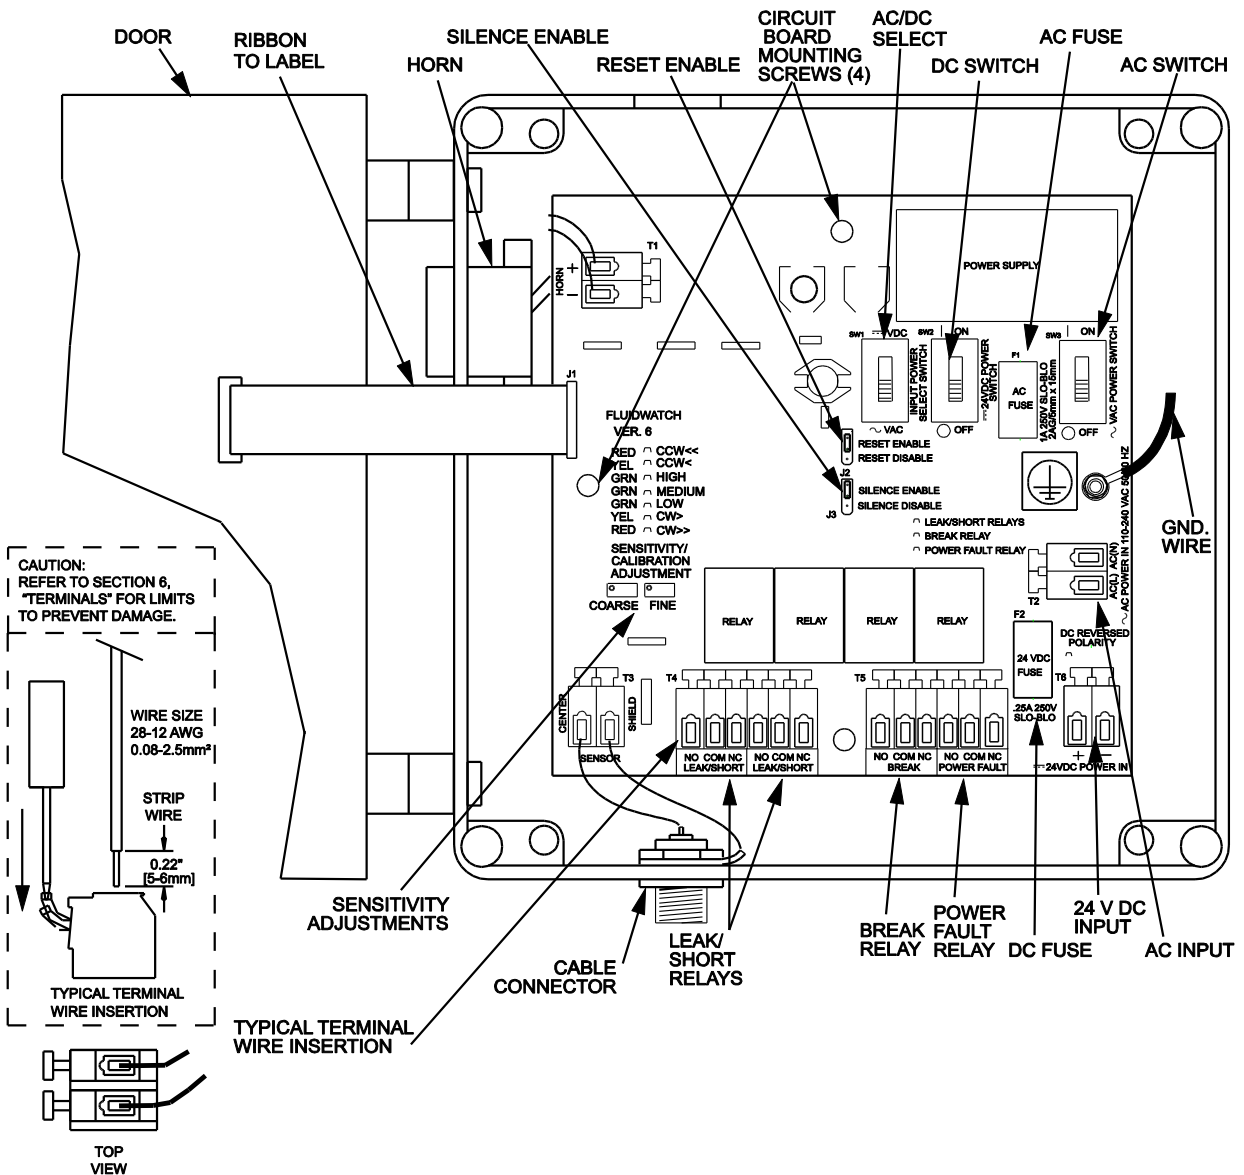 DOOR
RIBBON
TO LABEL
SILENCE ENABLE
HORN
RESET ENABLE
CIRCUIT
BOARD
MOUNTING
SCREWS (4)
AC/DC
SELECT
DC SWITCH
AC FUSE
AC SWITCH
T1
HORN
+
−
POWER SUPPLY
SW1
VDC
VAC
INPUT POWER
SELECT SWITCH
SW2
ON
OFF
24VDC POWER
SWITCH
F1
AC
FUSE
1A 250V SLO-BLO
2AG/5mm x 15mm
SW3
ON
OFF
VAC POWER SWITCH
J1
FLUIDWATCH
VER. 6
RED CCW<<
YEL CCW<
GRN HIGH
GRN MEDIUM
GRN LOW
YEL CW>
RED CW>>
SENSITIVITY/
CALIBRATION
ADJUSTMENT
COARSE FINE
RESET ENABLE
RESET DISABLE
J2
SILENCE ENABLE
SILENCE DISABLE
J3
LEAK/SHORT RELAYS
BREAK RELAY
POWER FAULT RELAY
GND.
WIRE
AC POWER IN 110-240 VAC 50/60 HZ
AC(N)
AC(L)
T2
RELAY
RELAY
RELAY
RELAY
F2
24 VDC
FUSE
.25A 250V
SLO-BLO
DC REVERSED
POLARITY
T6
+ −
24VDC POWER IN
CENTER
T3
SHIELD
SENSOR
T4
NO COM NC
LEAK/SHORT
NO COM NC
LEAK/SHORT
T5
NO COM NC
BREAK
NO COM NC
POWER FAULT
CAUTION:
REFER TO SECTION 6,
"TERMINALS" FOR LIMITS
TO PREVENT DAMAGE.
WIRE SIZE
28-12 AWG
0.08-2.5mm²
STRIP
WIRE
0.22"
[5-6mm]
TYPICAL TERMINAL
WIRE INSERTION
TOP
VIEW
SENSITIVITY
ADJUSTMENTS
CABLE
CONNECTOR
TYPICAL TERMINAL
WIRE INSERTION
LEAK/
SHORT
RELAYS
BREAK
RELAY
POWER
FAULT
RELAY
DC FUSE
24 V DC
INPUT
AC INPUT